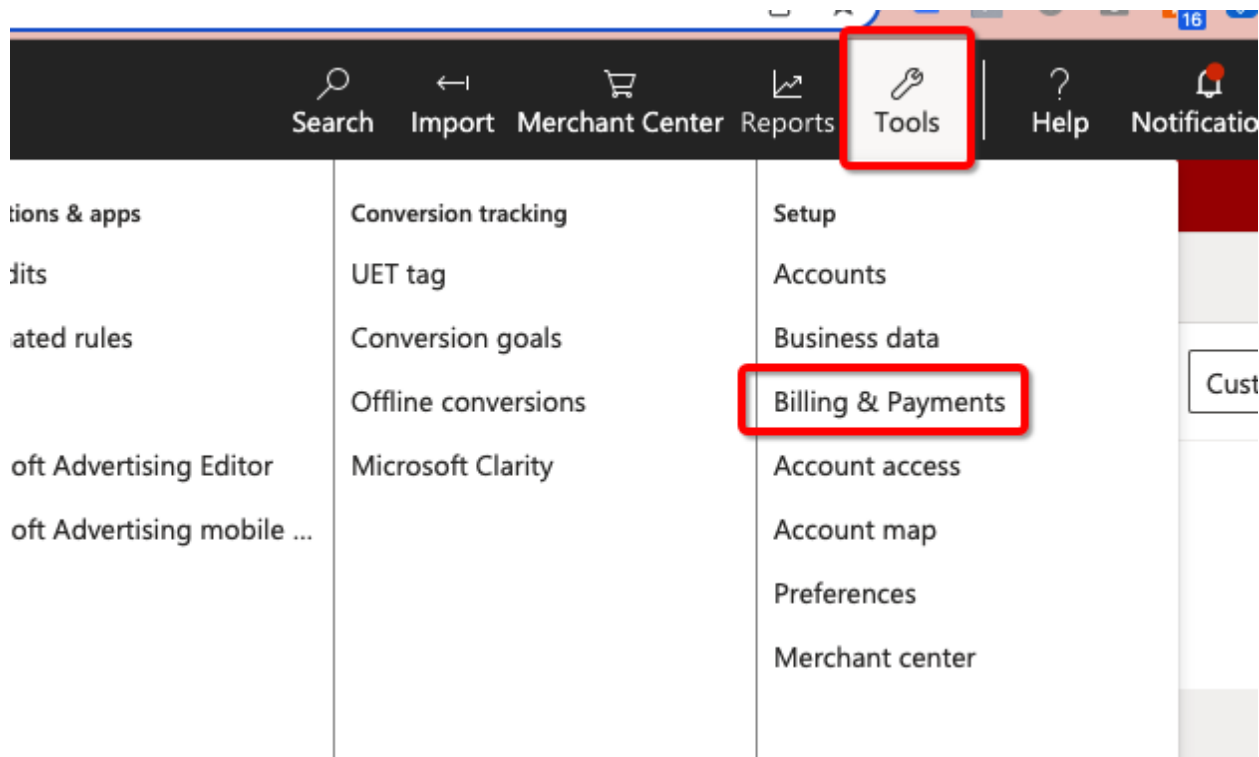 16
Search
Import
Merchant Center
Reports
Tools
Help
Notificatio
tions & apps
dits
ated rules
oft Advertising Editor
oft Advertising mobile ...
Conversion tracking
UET tag
Conversion goals
Offline conversions
Microsoft Clarity
Setup
Accounts
Business data
Billing & Payments
Account access
Account map
Preferences
Merchant center
Cust